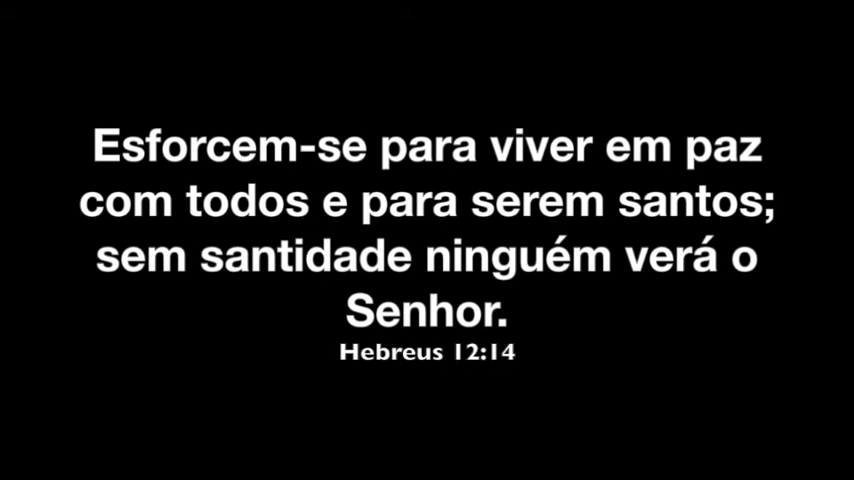 Esforcem-se para viver em paz
com todos e para serem santos;
sem santidade ninguém verá o
Senhor.
Hebreus 12:14